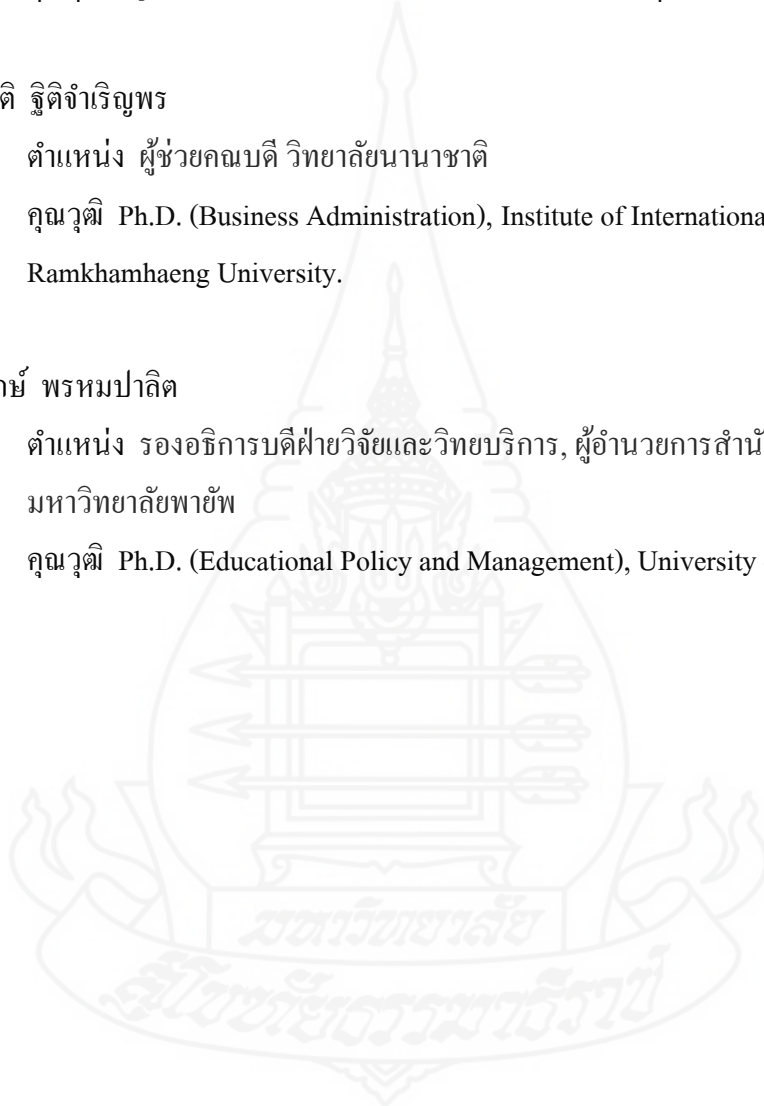 ติ ฐิติจำเริญพร
ตำแหน่ง ผู้ช่วยคณบดี วิทยาลัยนานาชาติ
คุณวุฒิ Ph.D. (Business Administration), Institute of Internationa
Ramkhamhaeng University.
พรหมปาลิต
ตำแหน่ง รองอธิการบดีฝ่ายวิจัยและวิทยบริการ, ผู้อำนวยการสำนั
มหาวิทยาลัยพายัพ
คุณวุฒิ Ph.D. (Educational Policy and Management), University
มหาวิทยาลัย
สุโขทัยธรรมาธิราช